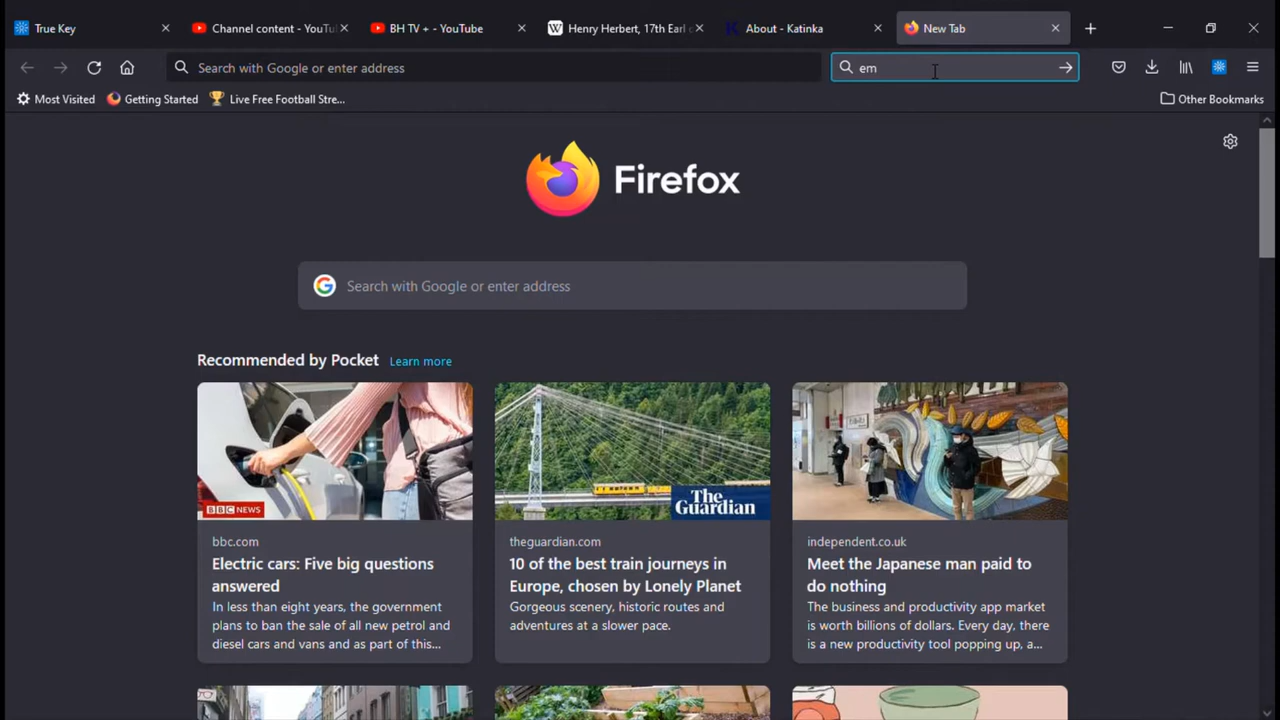 True Key
Channel content - YouTu
BH TV + - YouTube
W
Henry Herbert, 17th Earl
K
About - Katinka
New Tab
Search with Google or enter address
em
Most Visited
Getting Started
Live Free Football Stre...
Other Bookmarks
Firefox
G
Search with Google or enter address
Recommended by Pocket
Learn more
BBC NEWS
The
Guardian
bbc.com
Electric cars: Five big questions
answered
In less than eight years, the government
plans to ban the sale of all new petrol and
diesel cars and vans and as part of this...
theguardian.com
10 of the best train journeys in
Europe, chosen by Lonely Planet
Gorgeous scenery, historic routes and
adventures at a slower pace.
independent.co.uk
Meet the Japanese man paid to
do nothing
The business and productivity app market
is worth billions of dollars. Every day, there
is a new productivity tool popping up, a...